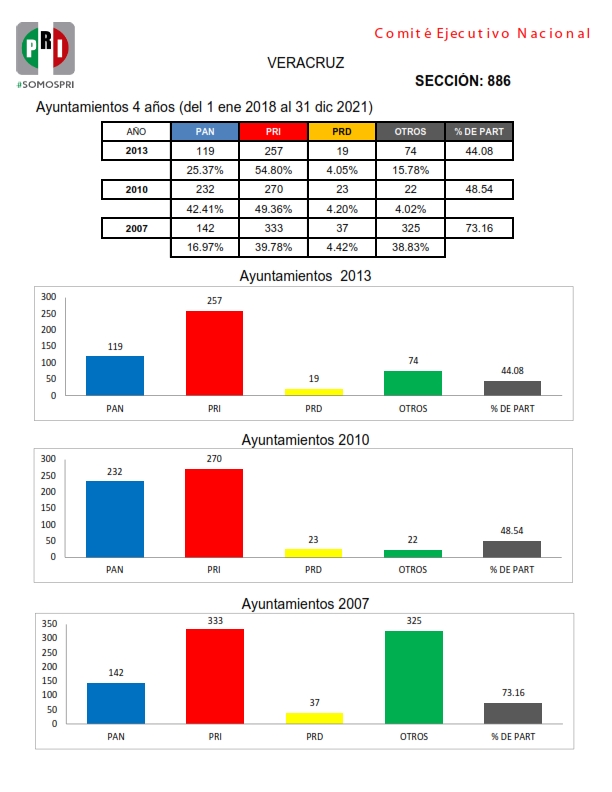 Comité Ejecutivo Nacional
PRI
#SOMOSPRI
VERACRUZ
SECCIÓN: 886
Ayuntamientos 4 años (del 1 ene 2018 al 31 dic 2021)
AÑO PAN PRI PRD OTROS % DE PART
2013 119 257 19 74 44.08
25.37% 54.80% 4.05% 15.78%
2010 232 270 23 22 48.54
42.41% 49.36% 4.20% 4.02%
2007 142 333 37 325 73.16
16.97% 39.78% 4.42% 38.83%
Ayuntamientos 2013
300
250
200
150
100
50
0
119 257 19 74 44.08
PAN PRI PRD OTROS % DE PART
Ayuntamientos 2010
300
250
200
150
100
50
0
232 270 23 22 48.54
PAN PRI PRD OTROS % DE PART
Ayuntamientos 2007
350
300
250
200
150
100
50
0
142 333 37 325 73.16
PAN PRI PRD OTROS % DE PART